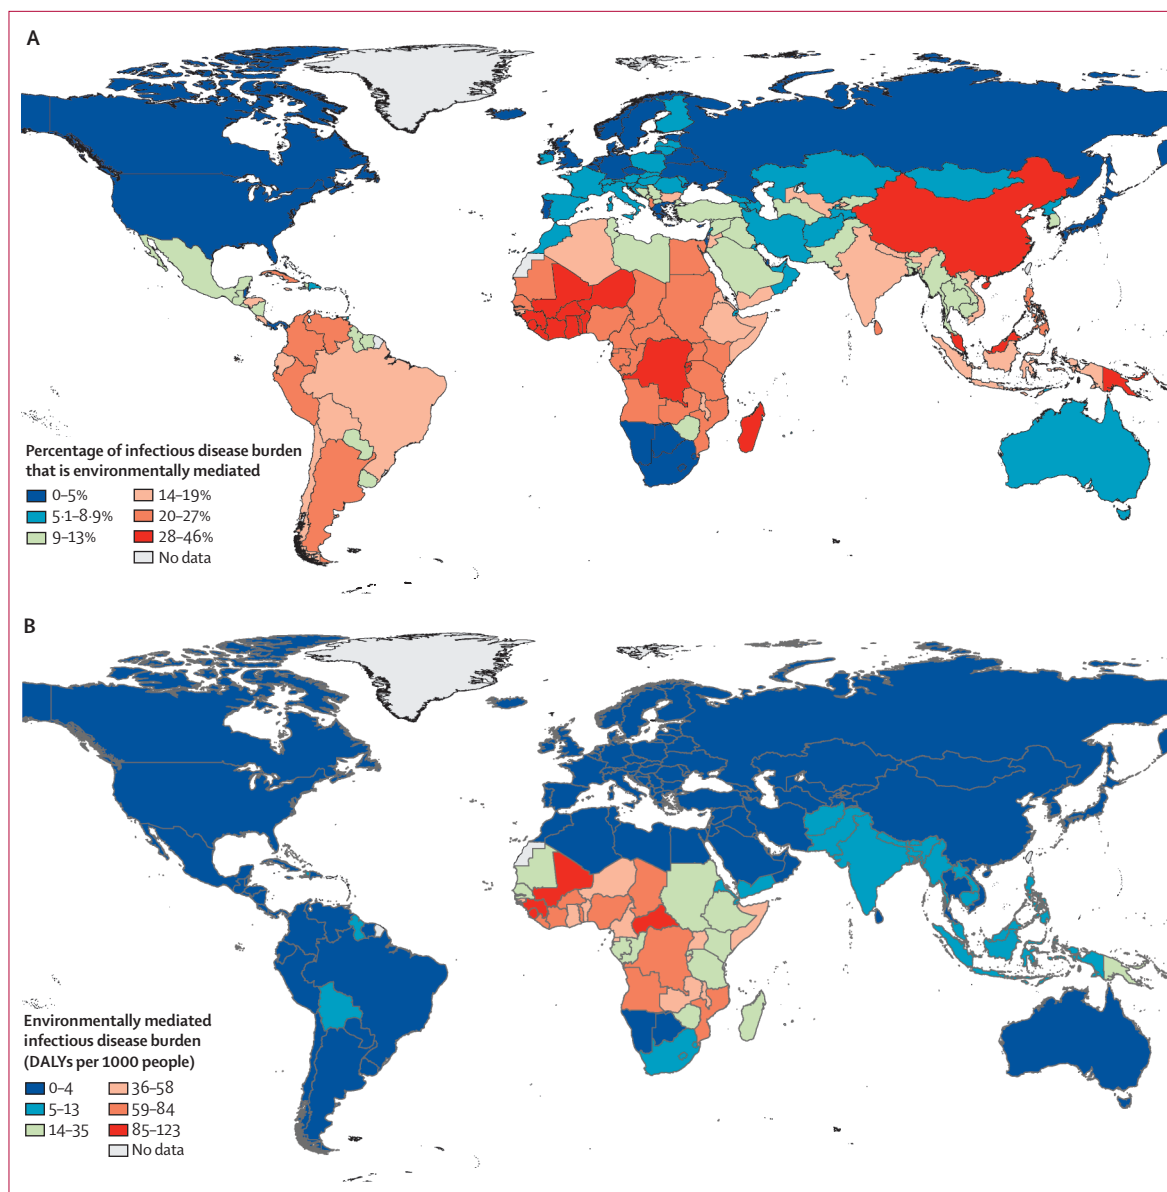 A
Percentage of infectious disease burden
that is environmentally mediated
0–5% 14–19%
5·1–8·9% 20–27%
9–13% 28–46%
No data
B
Environmentally mediated
infectious disease burden
(DALYs per 1000 people)
0–4 36–58
5–13 59–84
14–35 85–123
No data